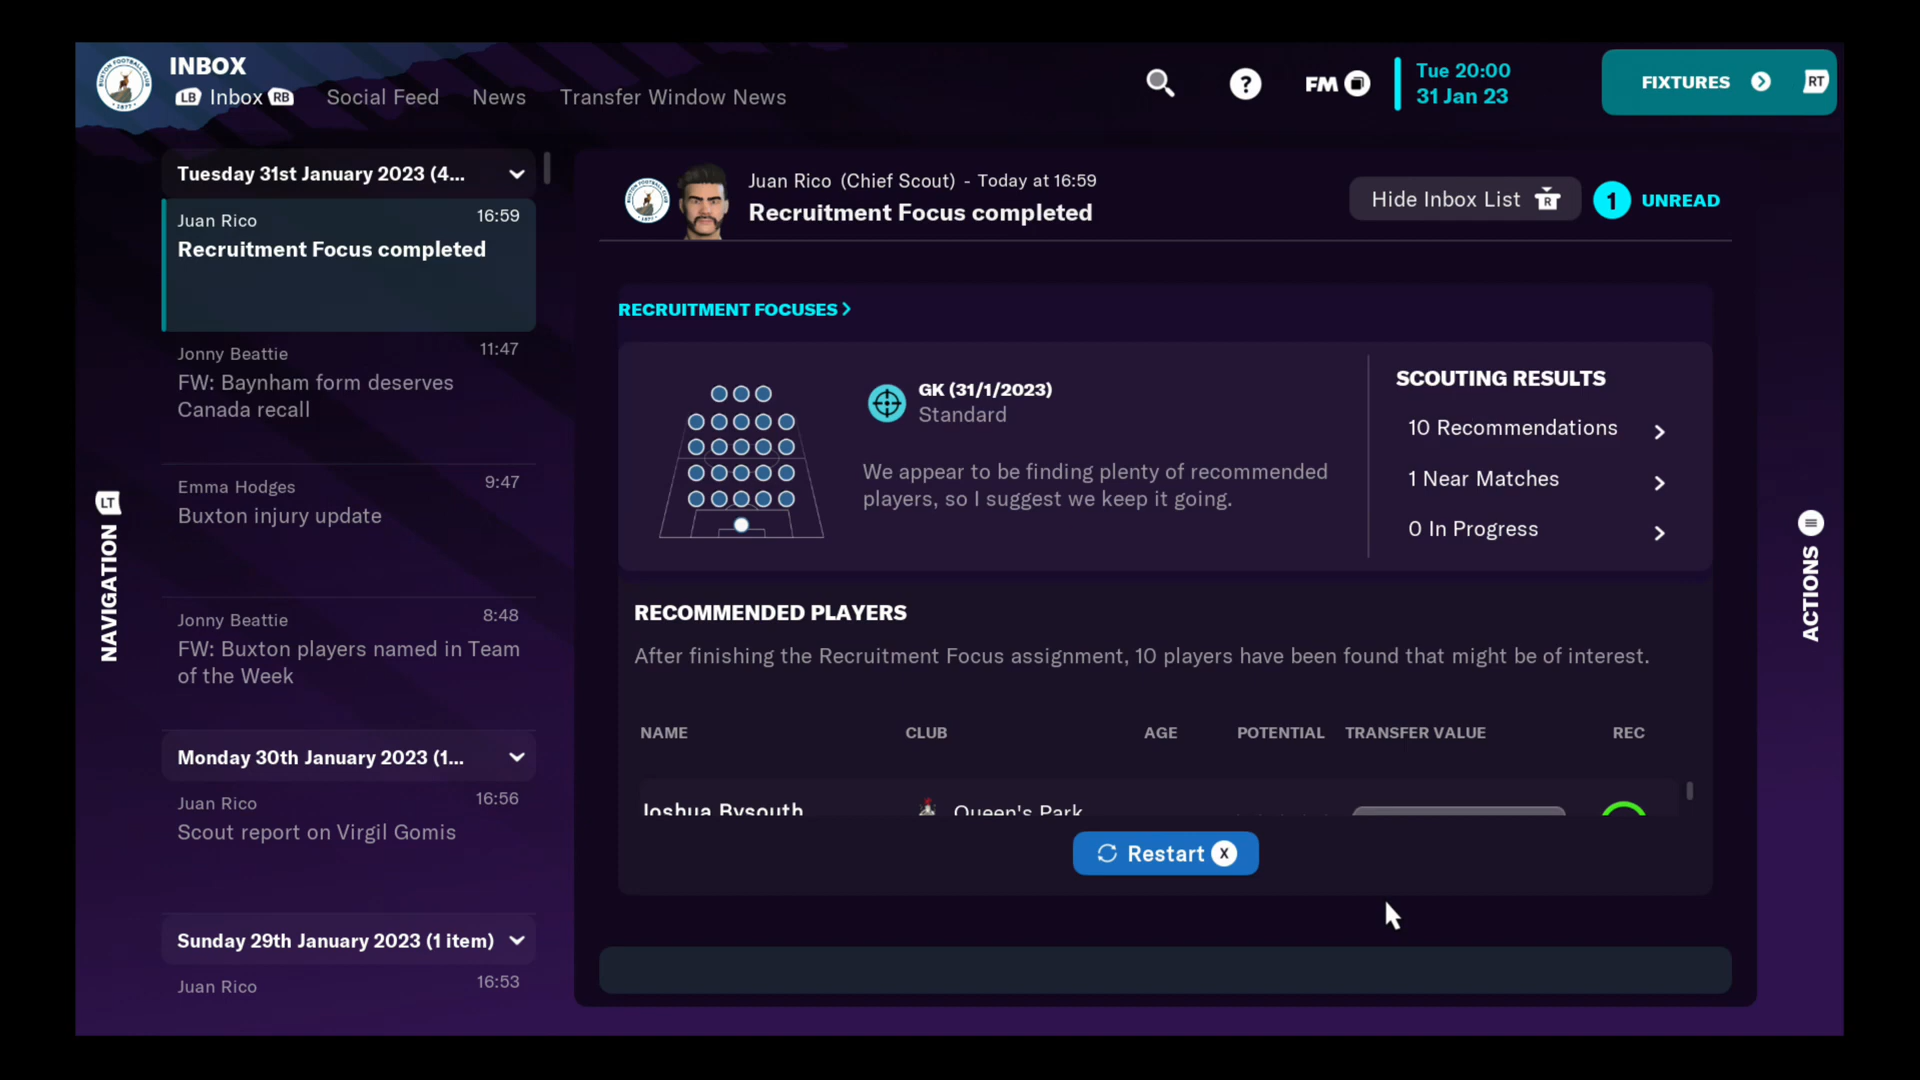 INBOX
LB Inbox RB
Social Feed
News
Transfer Window News
?
FM
Tue 20:00
31 Jan 23
FIXTURES
RT
Tuesday 31st January 2023 (4...
Juan Rico
16:59
Recruitment Focus completed
Jonny Beattie
11:47
FW: Baynham form deserves
Canada recall
Emma Hodges
9:47
Buxton injury update
Jonny Beattie
8:48
FW: Buxton players named in Team
of the Week
Monday 30th January 2023 (1...
Juan Rico
16:56
Scout report on Virgil Gomis
Sunday 29th January 2023 (1 item)
Juan Rico
16:53
LT
NAVIGATION
Juan Rico (Chief Scout) - Today at 16:59
Recruitment Focus completed
Hide Inbox List
R
1
UNREAD
RECRUITMENT FOCUSES
GK (31/1/2023)
Standard
We appear to be finding plenty of recommended
players, so I suggest we keep it going.
SCOUTING RESULTS
10 Recommendations
1 Near Matches
0 In Progress
RECOMMENDED PLAYERS
After finishing the Recruitment Focus assignment, 10 players have been found that might be of interest.
NAME
CLUB
AGE
POTENTIAL
TRANSFER VALUE
REC
Joshua Bysouth
Queen's Park
Restart
X
ACTIONS